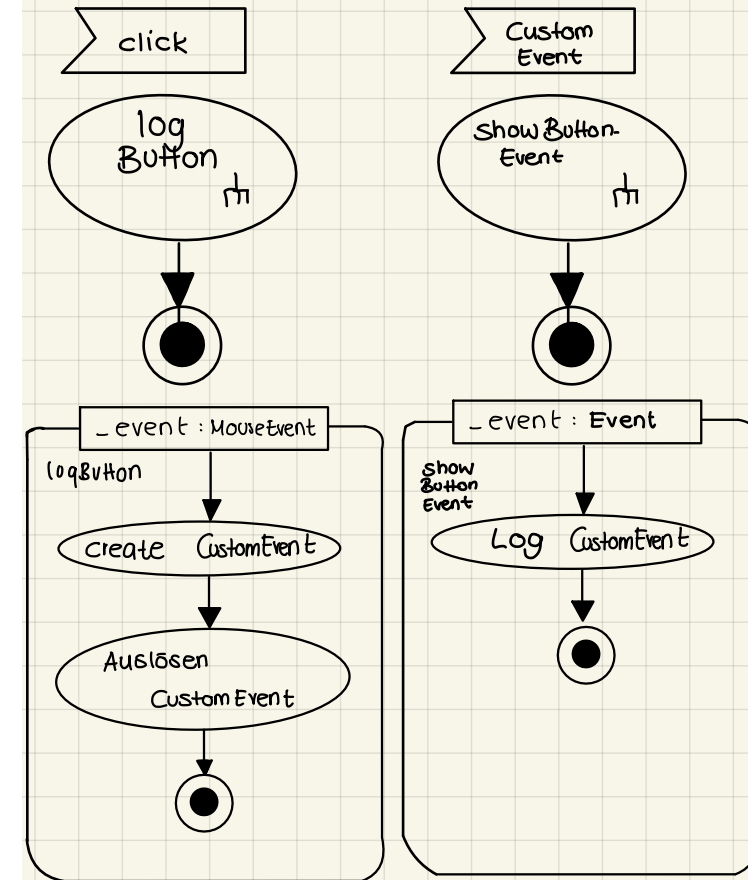 click
Custom
Event
log
Button
Show Button-
Event
_event : MouseEvent
_event : Event
logButton
show
Button
Event
create CustomEvent
Log CustomEvent
Auslösen
CustomEvent